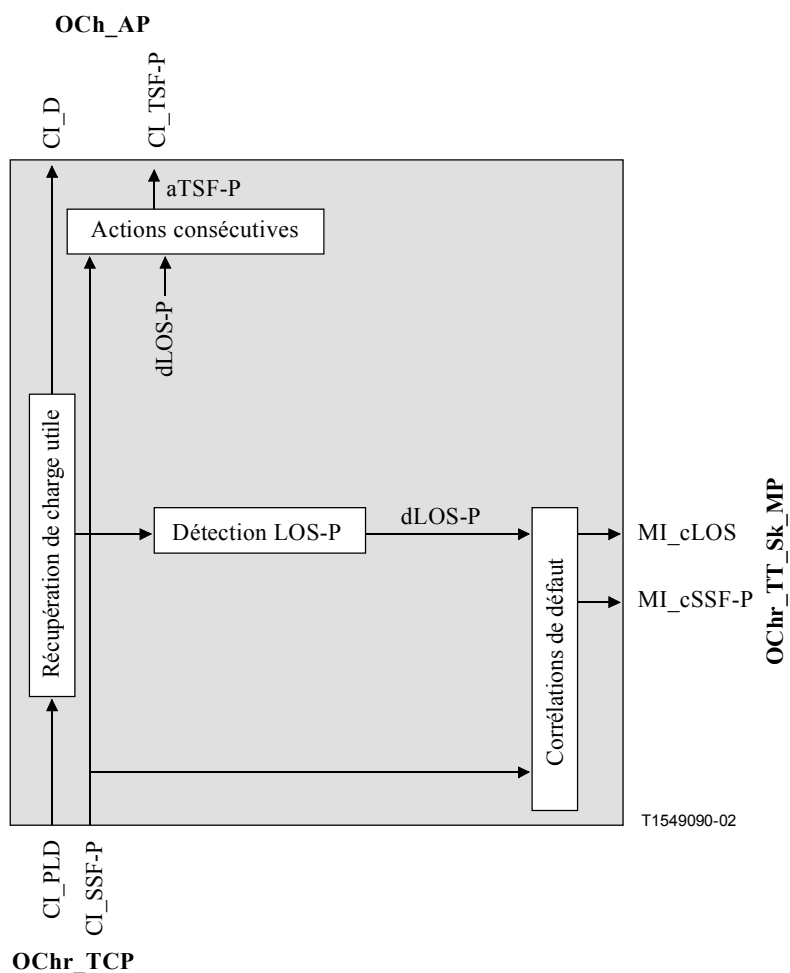 OCh_AP
CI_D
CI_TSF-P
aTSF-P
Actions consécutives
dLOS-P
Récupération de charge utile
Détection LOS-P
dLOS-P
Corrélations de défaut
MI_cLOS
MI_cSSF-P
OChr_TT_Sk_MP
T1549090-02
CI_PLD
CI_SSF-P
OChr_TCP